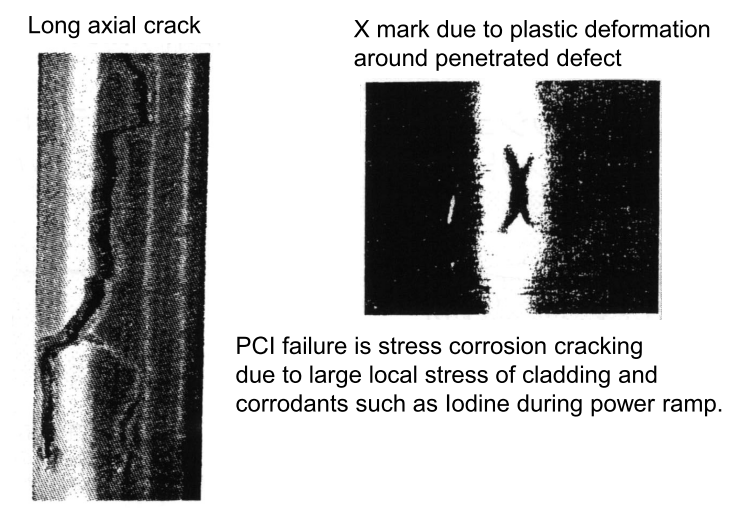 Long axial crack
X mark due to plastic deformation
around penetrated defect
PCI failure is stress corrosion cracking
due to large local stress of cladding and
corrodants such as Iodine during power ramp.